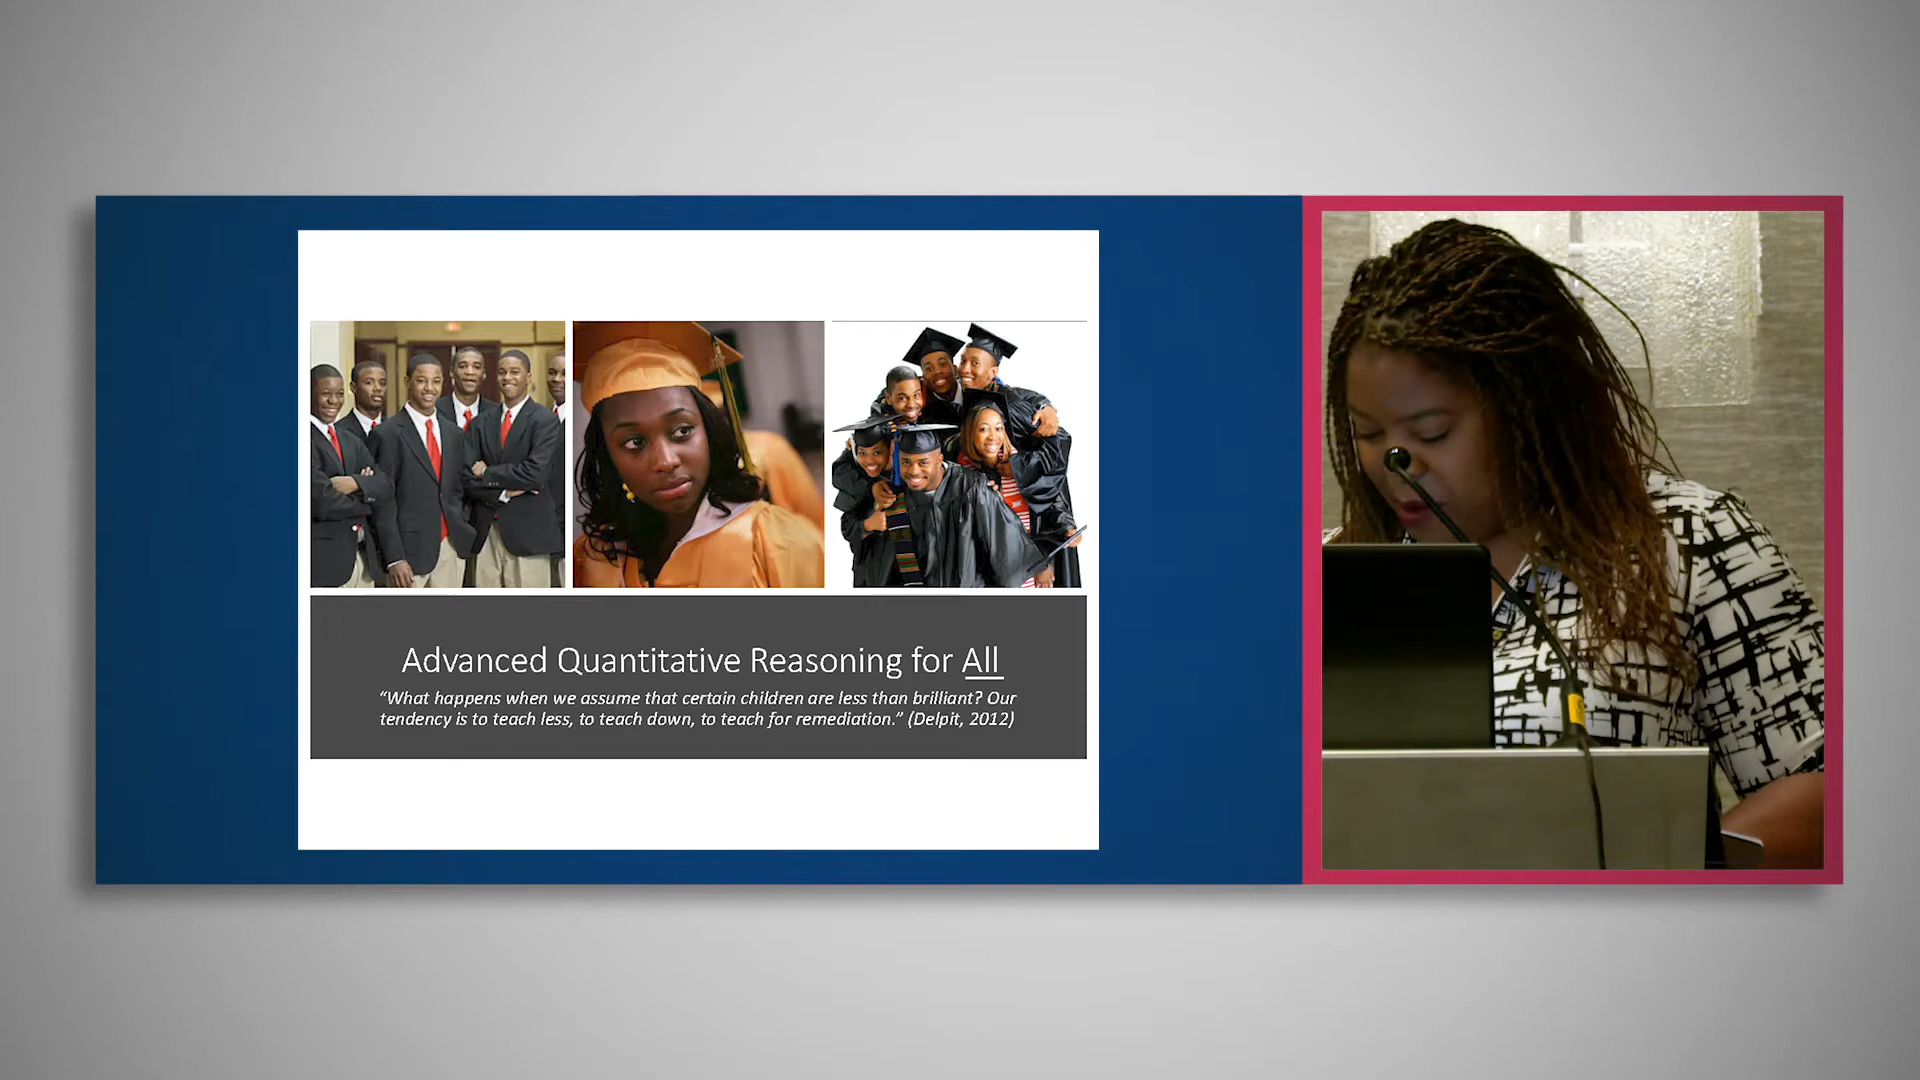 Advanced Quantitative Reasoning for All
“What happens when we assume that certain children are less than brilliant? Our
tendency is to teach less, to teach down, to teach for remediation.” (Delpit, 2012)